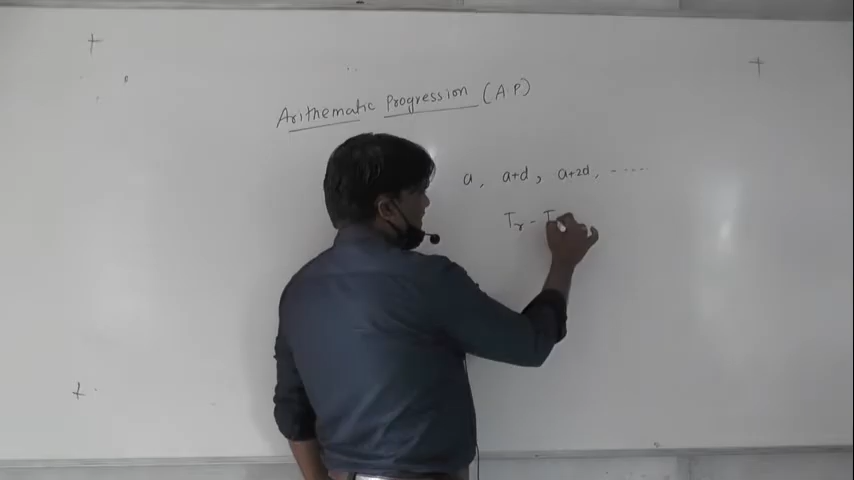 Arithematic Progression (A P)
a, a+d, a+2d, ......
Tr - T